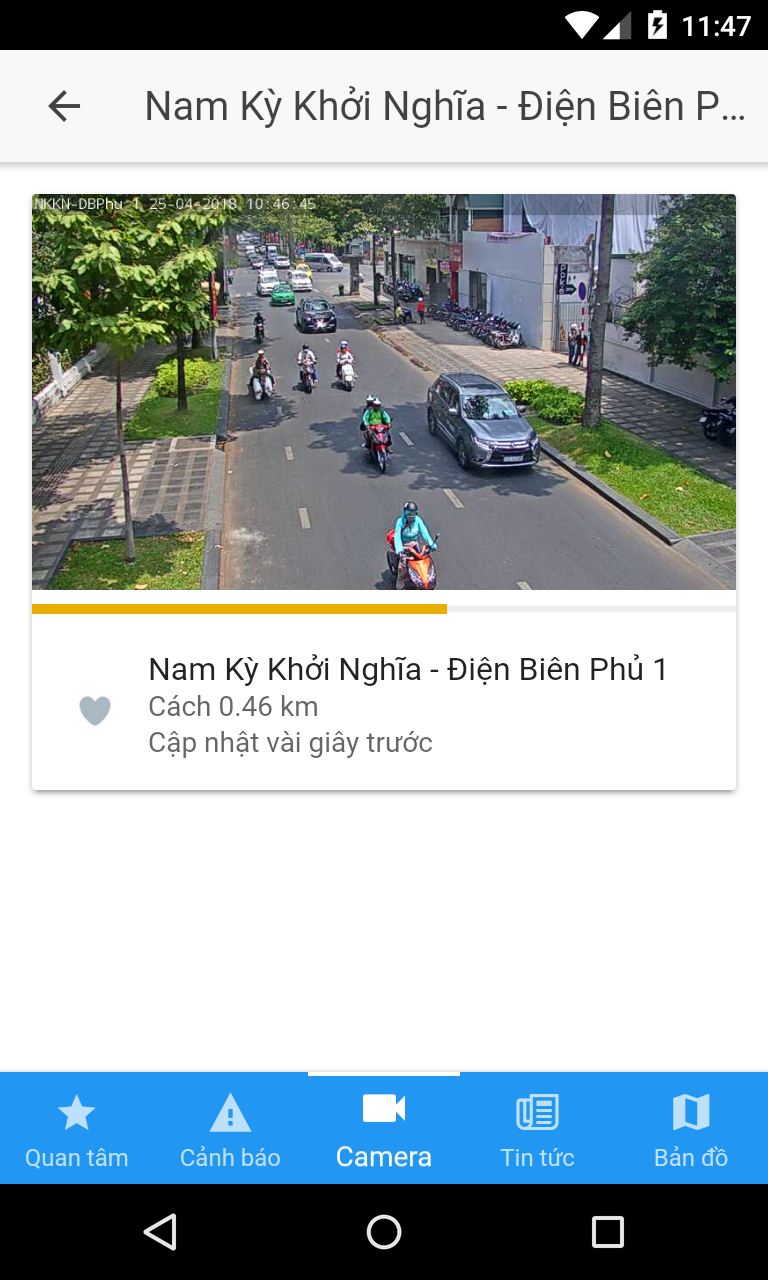 11:47
Nam Kỳ Khởi Nghĩa - Điện Biên P...
NKKN-DBPhu 1 25-04-2018 10:46:45
Nam Kỳ Khởi Nghĩa - Điện Biên Phủ 1
Cách 0.46 km
Cập nhật vài giây trước
Quan tâm
Cảnh báo
Camera
Tin tức
Bản đồ